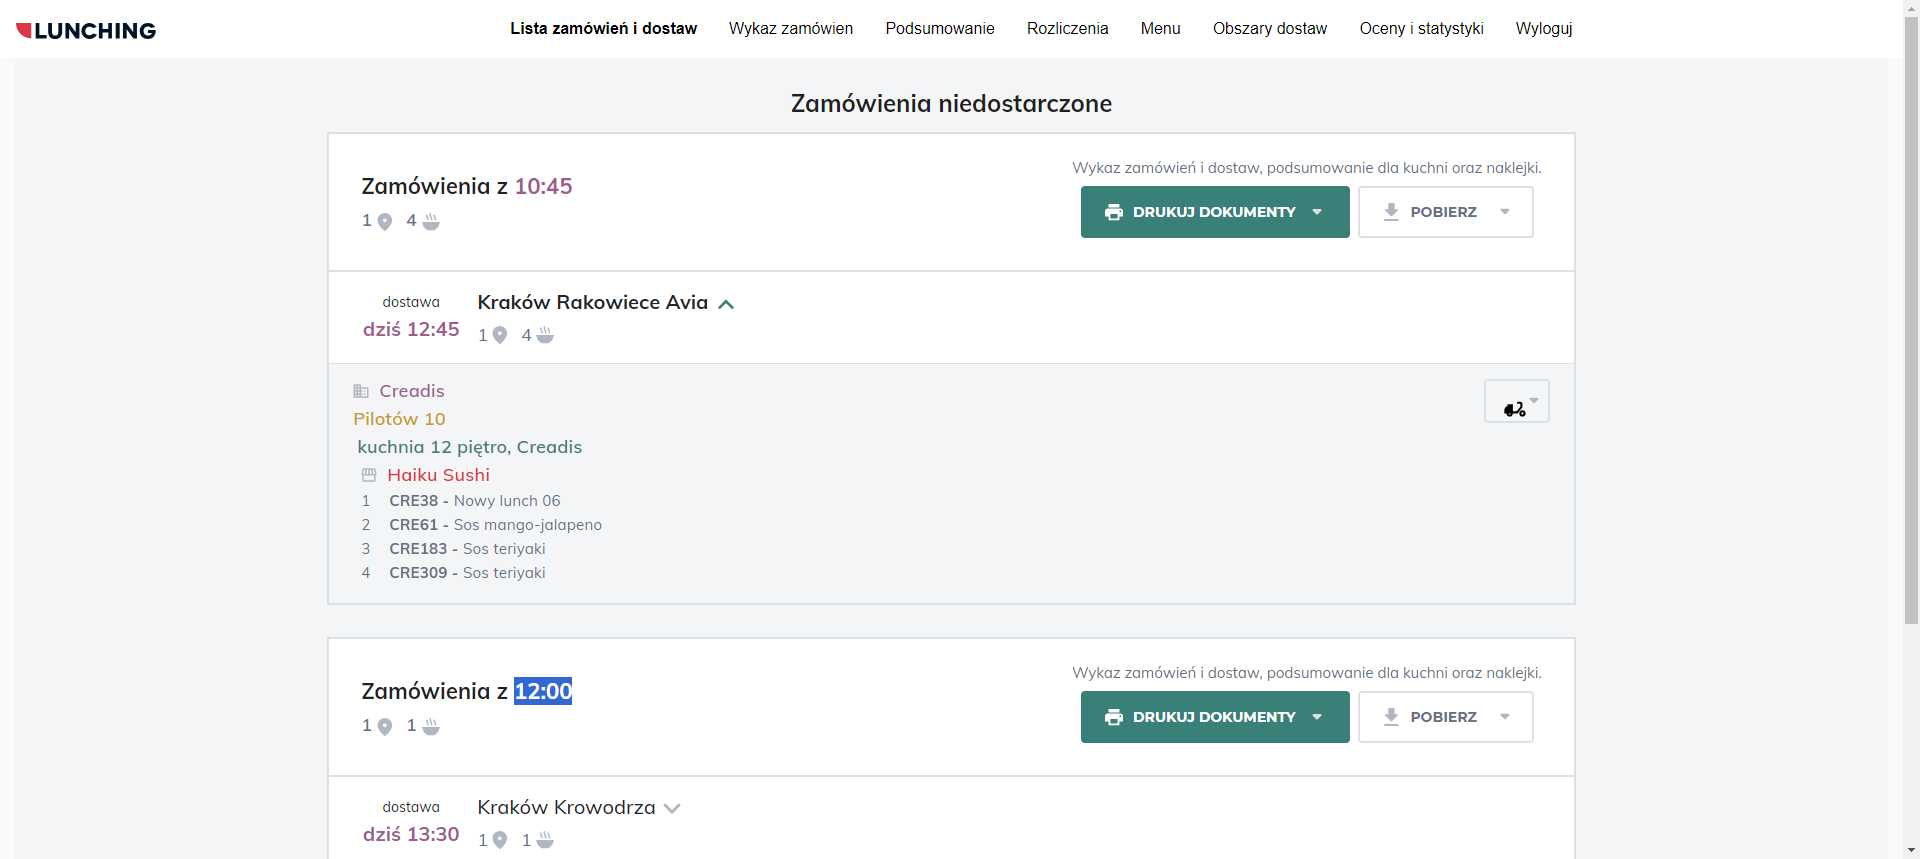 LUNCHING
Lista zamówień i dostaw Wykaz zamówien Podsumowanie Rozliczenia Menu Obszary dostaw Oceny i statystyki Wyloguj
Zamówienia niedostarczone
Wykaz zamówień i dostaw, podsumowanie dla kuchni oraz naklejki.
Zamówienia z 10:45
DRUKUJ DOKUMENTY POBIERZ
1 4
dostawa Kraków Rakowiece Avia
dziś 12:45 1 4
Creadis
Pilotów 10
kuchnia 12 piętro, Creadis
Haiku Sushi
1 CRE38 - Nowy lunch 06
2 CRE61 - Sos mango-jalapeno
3 CRE183 - Sos teriyaki
4 CRE309 - Sos teriyaki
Wykaz zamówień i dostaw, podsumowanie dla kuchni oraz naklejki.
Zamówienia z 12:00
DRUKUJ DOKUMENTY POBIERZ
1 1
dostawa Kraków Krowodrza
dziś 13:30 1 1